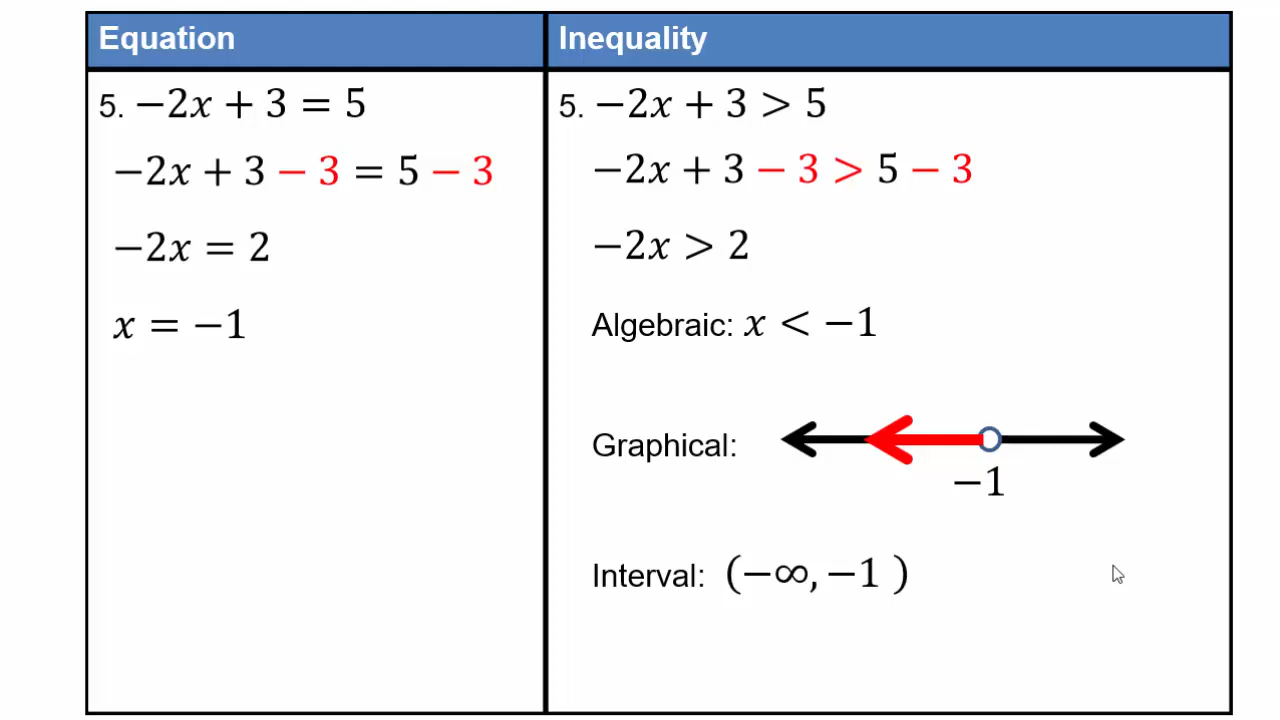 Equation
Inequality
5. −2x + 3 = 5
−2x + 3 − 3 = 5 − 3
−2x = 2
x = −1
5. −2x + 3 > 5
−2x + 3 − 3 > 5 − 3
−2x > 2
Algebraic: x < −1
Graphical:
−1
Interval: (−∞, −1 )